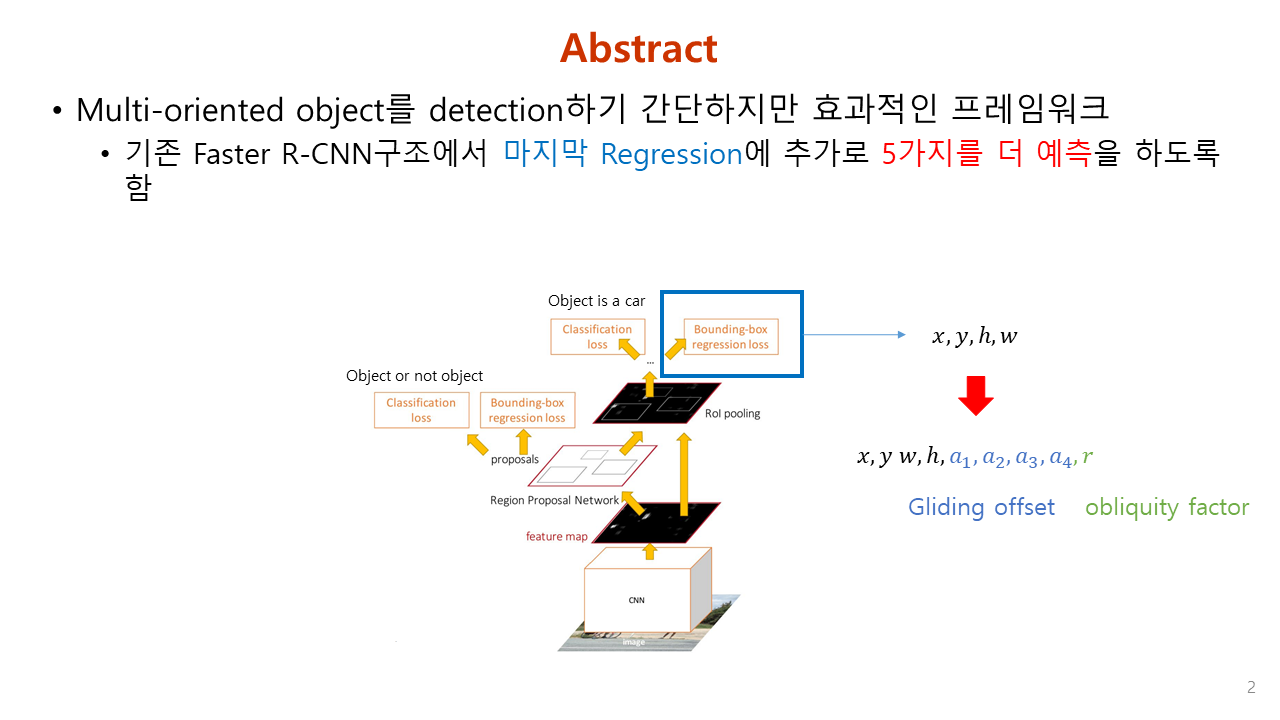 Abstract
• Multi-oriented object를 detection하기 간단하지만 효과적인 프레임워크
• 기존 Faster R-CNN구조에서 마지막 Regression에 추가로 5가지를 더 예측을 하도록
함
Object is a car
Classification
loss
Bounding-box
regression loss
...
x, y, h, w
Object or not object
Classification
loss
Bounding-box
regression loss
RoI pooling
proposals
x, y w, h, a₁, a₂, a₃, a₄, r
Region Proposal Network
Gliding offset
obliquity factor
feature map
CNN
image
2